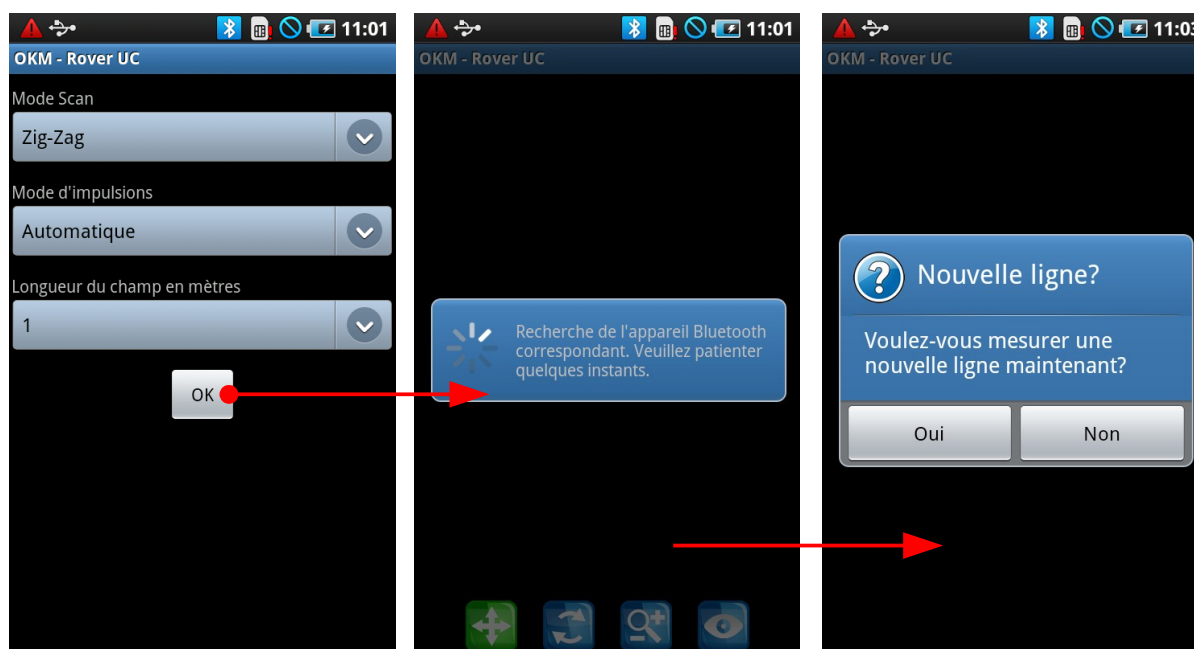 11:01
OKM - Rover UC
Mode Scan
Zig-Zag
Mode d'impulsions
Automatique
Longueur du champ en mètres
1
OK
11:01
OKM - Rover UC
Recherche de l'appareil Bluetooth
correspondant. Veuillez patienter
quelques instants.
11:03
OKM - Rover UC
Nouvelle ligne?
Voulez-vous mesurer une
nouvelle ligne maintenant?
Oui
Non